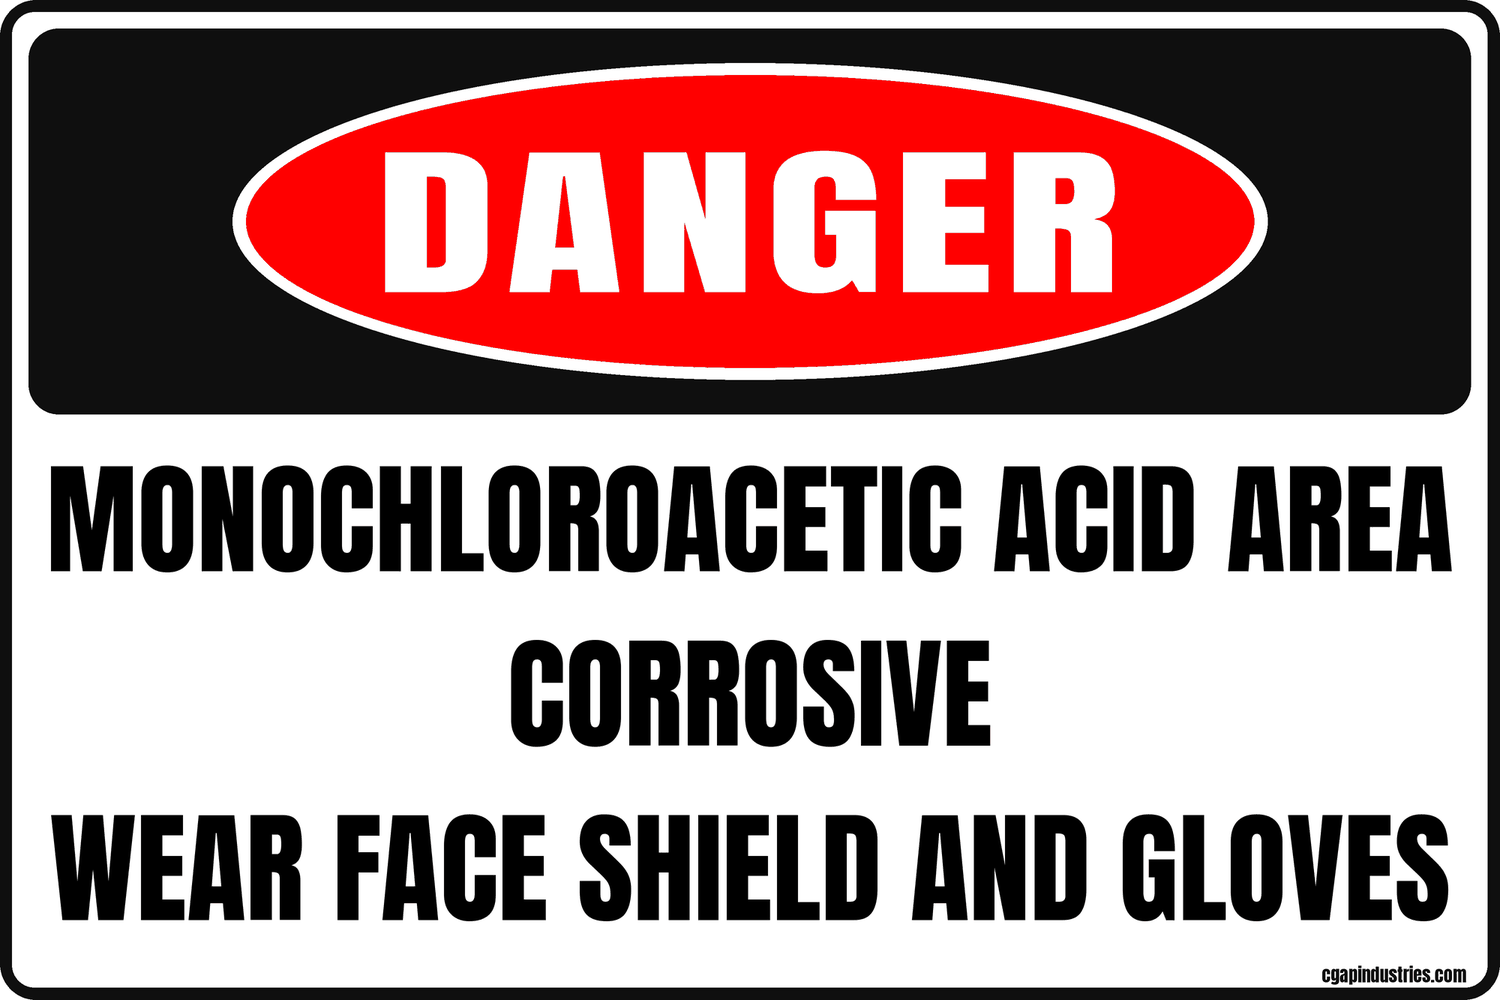 DANGER
MONOCHLOROACETIC ACID AREA
CORROSIVE
WEAR FACE SHIELD AND GLOVES
cgapindustries.com